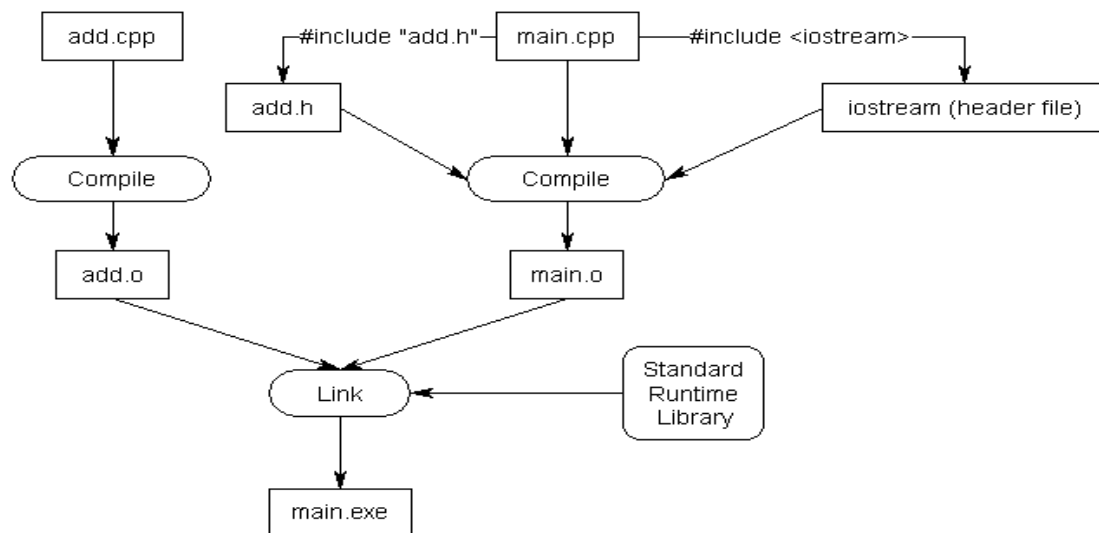 add.cpp
#include "add.h"
main.cpp
#include <iostream>
add.h
iostream (header file)
Compile
Compile
add.o
main.o
Link
Standard
Runtime
Library
main.exe